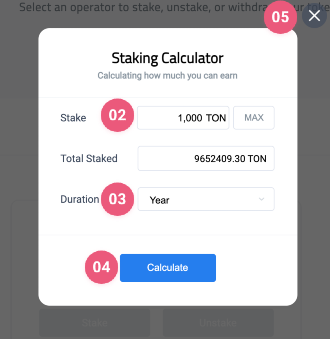 Select an operator to stake, unstake, or withdraw your
05
Staking Calculator
Calculating how much you can earn
Stake 02 1,000 TON MAX
Total Staked 9652409.30 TON
Duration 03 Year
04 Calculate
Stake Unstake